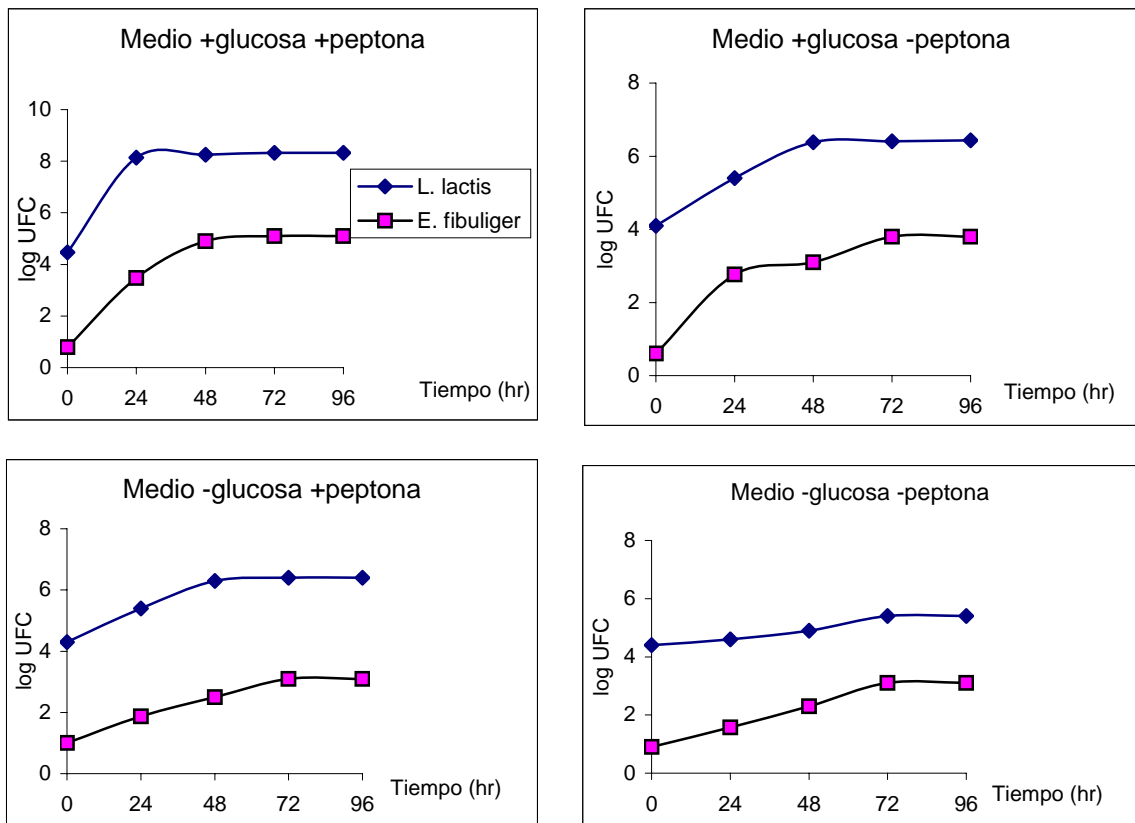 Medio +glucosa +peptona
10
8
6
4
2
0
log UFC
0 24 48 72 96
Tiempo (hr)
L. lactis
E. fibuliger
Medio +glucosa -peptona
8
6
4
2
0
log UFC
0 24 48 72 96
Tiempo (hr)
Medio -glucosa +peptona
8
6
4
2
0
log UFC
0 24 48 72 96
Tiempo (hr)
Medio -glucosa -peptona
8
6
4
2
0
log UFC
0 24 48 72 96
Tiempo (hr)